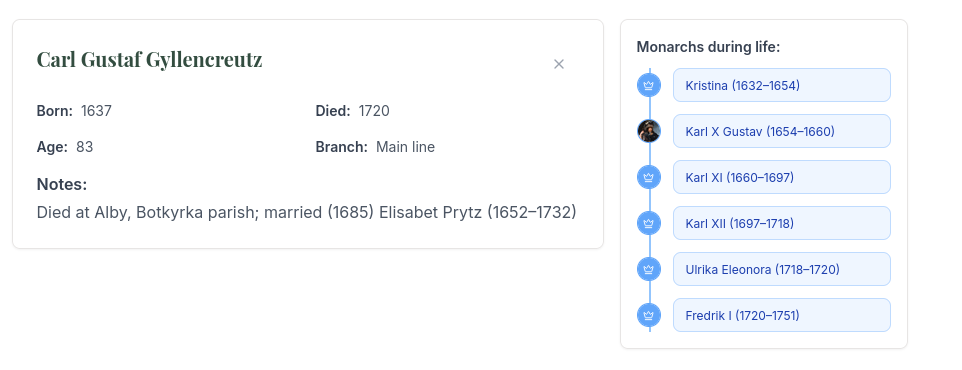 Carl Gustaf Gyllencreutz
Born: 1637
Died: 1720
Age: 83
Branch: Main line
Notes:
Died at Alby, Botkyrka parish; married (1685) Elisabet Prytz (1652–1732)
Monarchs during life:
Kristina (1632–1654)
Karl X Gustav (1654–1660)
Karl XI (1660–1697)
Karl XII (1697–1718)
Ulrika Eleonora (1718–1720)
Fredrik I (1720–1751)